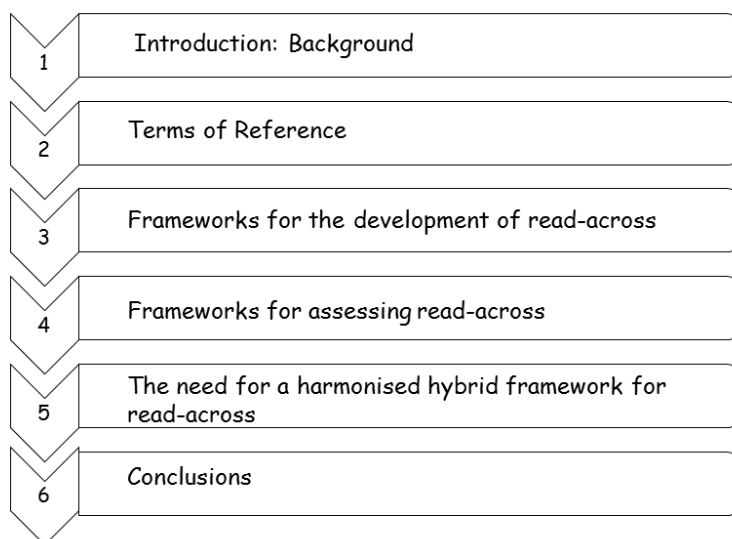 1
Introduction: Background
2
Terms of Reference
3
Frameworks for the development of read-across
4
Frameworks for assessing read-across
5
The need for a harmonised hybrid framework for
read-across
6
Conclusions